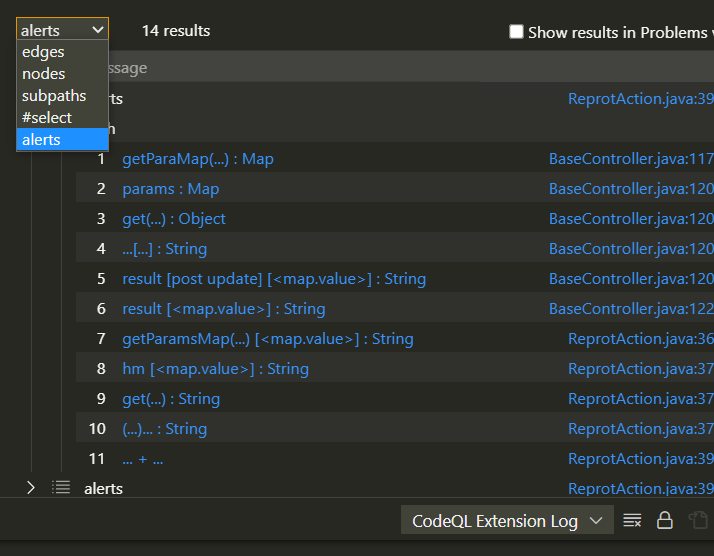 alerts 14 results Show results in Problems
edges
nodes
subpaths
#select
alerts
ReprotAction.java:39
1 getParaMap(...) : Map BaseController.java:117
2 params : Map BaseController.java:120
3 get(...) : Object BaseController.java:120
4 ...[...] : String BaseController.java:120
5 result [post update] [<map.value>] : String BaseController.java:120
6 result [<map.value>] : String BaseController.java:122
7 getParamsMap(...) [<map.value>] : String ReprotAction.java:36
8 hm [<map.value>] : String ReprotAction.java:37
9 get(...) : String ReprotAction.java:37
10 (...)... : String ReprotAction.java:37
11 ... + ... ReprotAction.java:39
alerts ReprotAction.java:39
CodeQL Extension Log